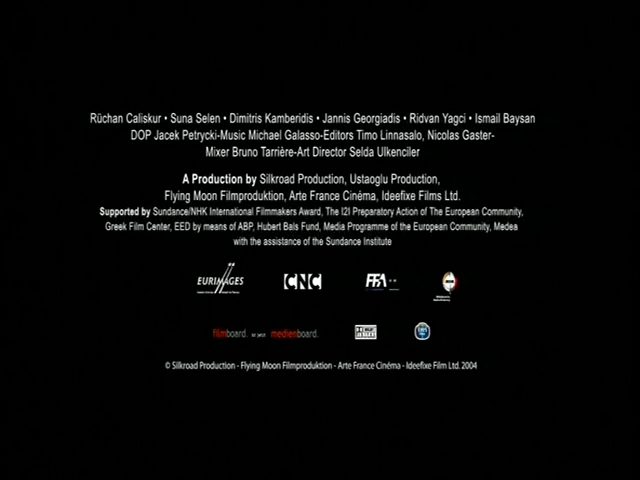 Rüchan Caliskur • Suna Selen • Dimitris Kamberidis • Jannis Georgiadis • Ridvan Yagci • Ismail Baysan
DOP Jacek Petrycki-Music Michael Galasso-Editors Timo Linnasalo, Nicolas Gaster-
Mixer Bruno Tarrière-Art Director Selda Ulkenciler
A Production by Silkroad Production, Ustaoglu Production,
Flying Moon Filmproduktion, Arte France Cinéma, Ideefixe Films Ltd.
Supported by Sundance/NHK International Filmmakers Award, The I2I Preparatory Action of The European Community,
Greek Film Center, EED by means of ABP, Hubert Bals Fund, Media Programme of the European Community, Medea
with the assistance of the Sundance Institute
EURIMAGES CNC FFA
filmboard. medienboard.
© Silkroad Production - Flying Moon Filmproduktion - Arte France Cinéma - Ideefixe Film Ltd. 2004